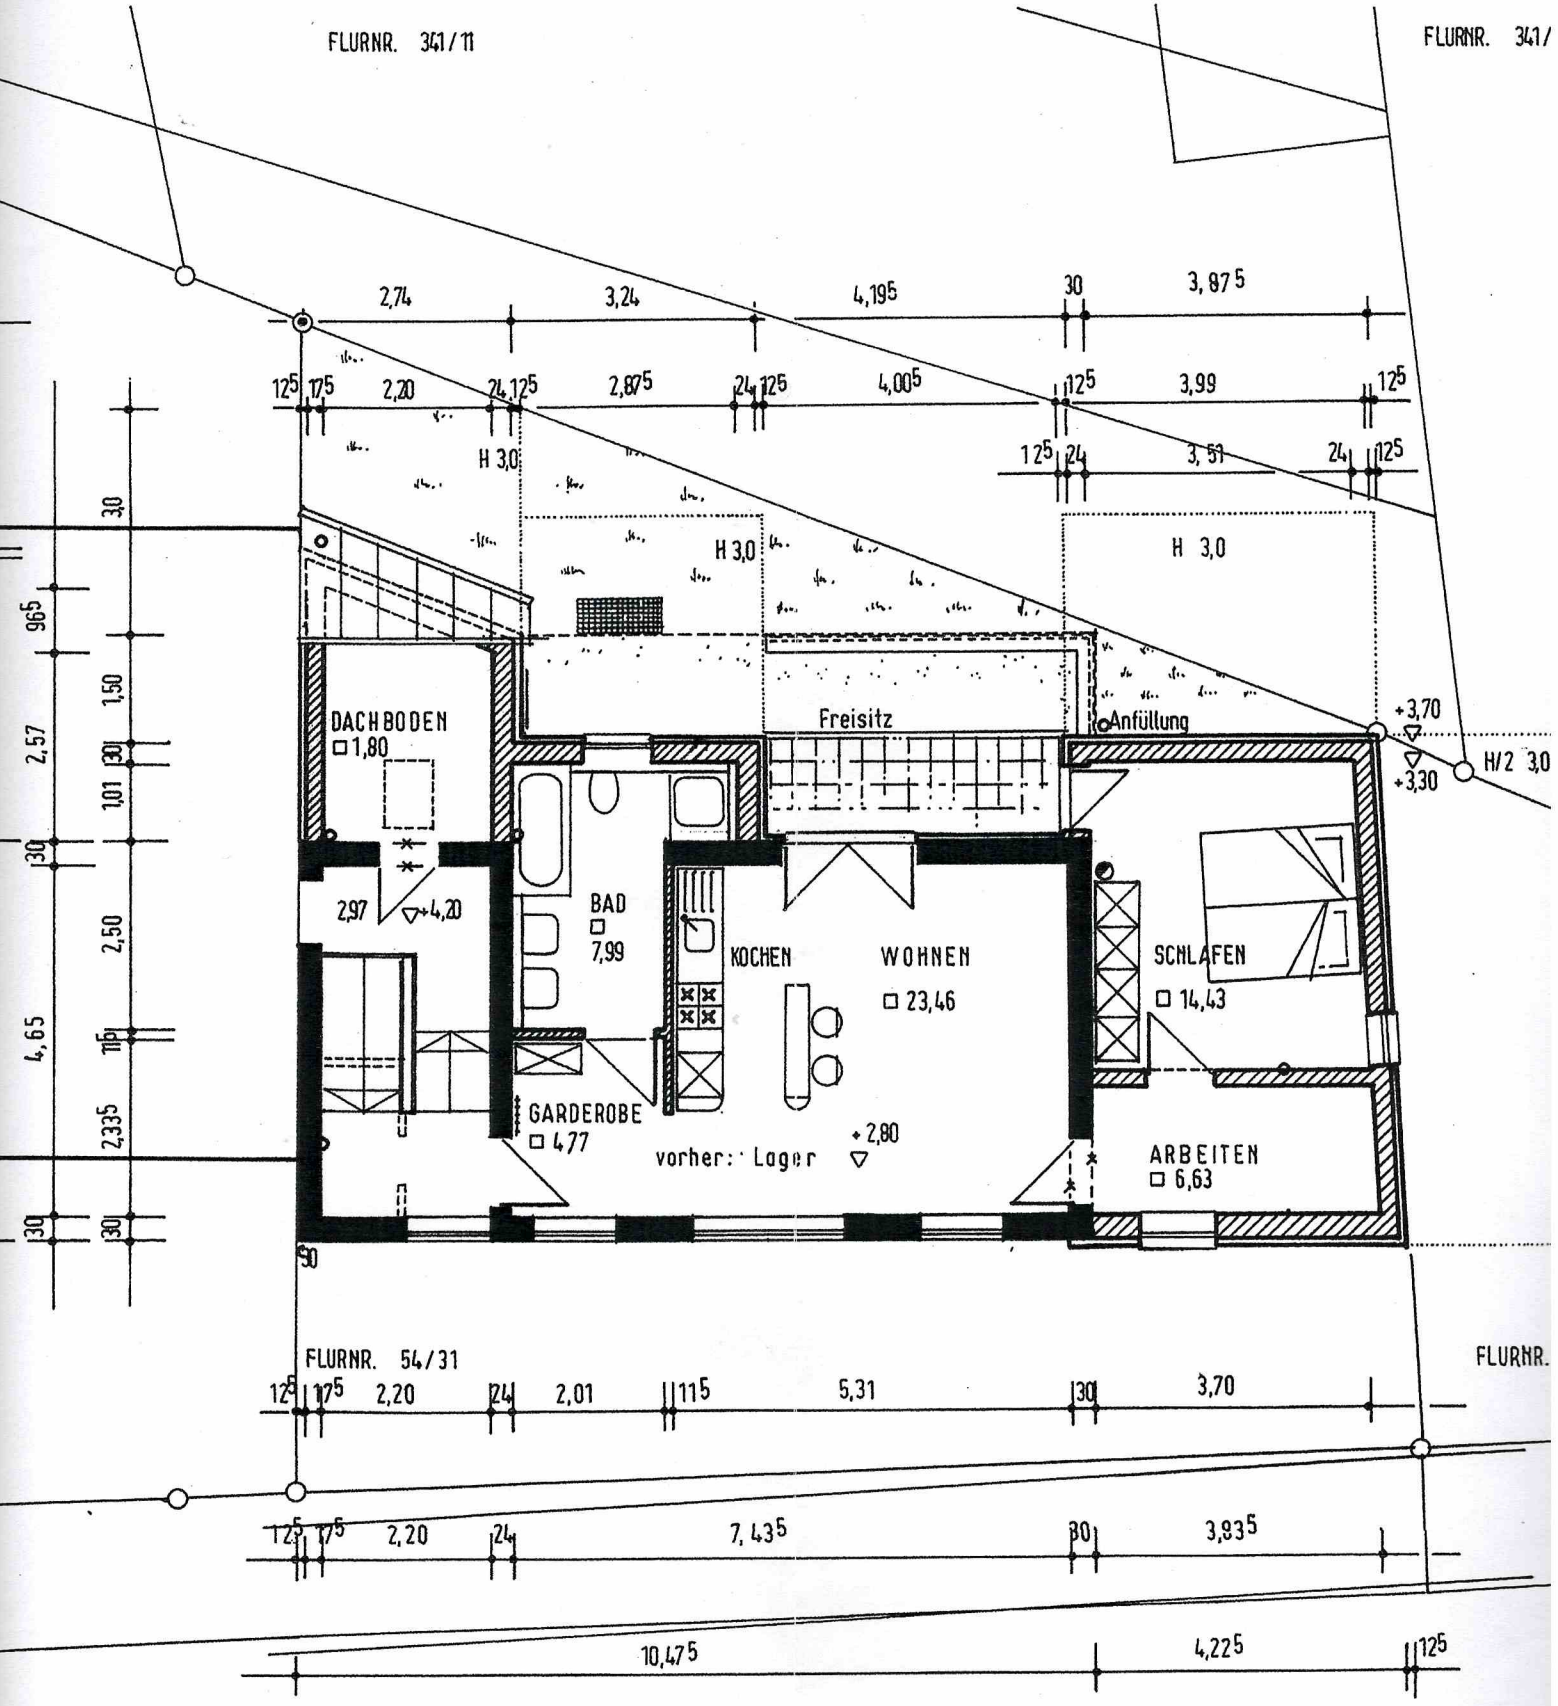 FLURNR. 341/11
FLURNR. 341/
2,74 3,24 4,19⁵ 30 3,87⁵
12⁵ 17⁵ 2,20 24 12⁵ 2,87⁵ 24 12⁵ 4,00⁵ 12⁵ 3,99 12⁵
12⁵ 24 3,51 24 12⁵
H 3,0
H 3,0
H 3,0
3,0
96⁵
1,50
2,57
30
1,01
30
2,50
4,65
11⁵
2,33⁵
30
30
DACHBODEN
1,80
Freisitz
Anfüllung
+3,70
+3,30
H/2 3,0
2,97
+4,20
BAD
7,99
KOCHEN
WOHNEN
23,46
SCHLAFEN
14,43
GARDEROBE
4,77
vorher: Lager
+2,80
ARBEITEN
6,63
90
FLURNR. 54/31
FLURNR.
12⁵ 17⁵ 2,20 24 2,01 11⁵ 5,31 30 3,70
12⁵ 17⁵ 2,20 24 7,43⁵ 30 3,93⁵
10,47⁵ 4,22⁵ 12⁵